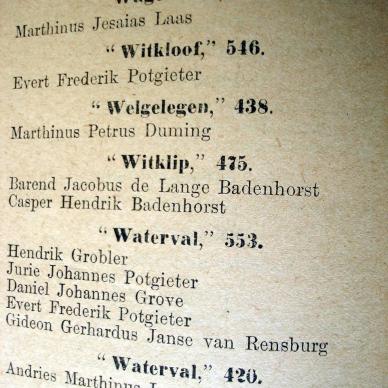 Marthinus Jesaias Laas
"Witkloof," 546.
Evert Frederik Potgieter
"Welgelegen," 438.
Marthinus Petrus Duming
"Witklip," 475.
Barend Jacobus de Lange Badenhorst
Casper Hendrik Badenhorst
"Waterval," 553.
Hendrik Grobler
Jurie Johannes Potgieter
Daniel Johannes Grove
Evert Frederik Potgieter
Gideon Gerhardus Janse van Rensburg
"Waterval," 420.
Andries Marthinus